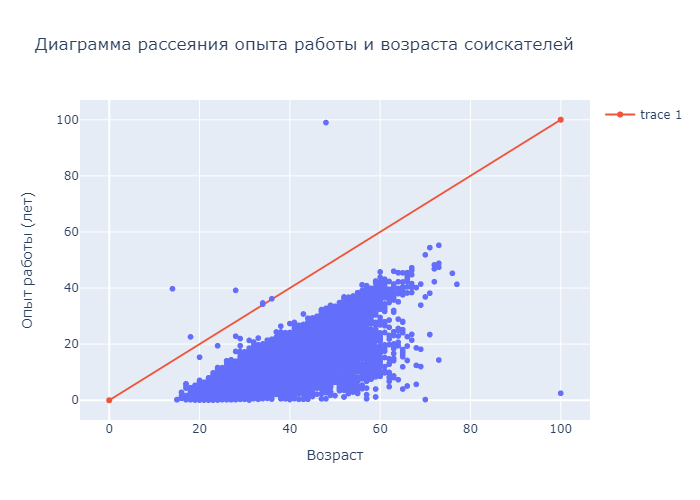 Диаграмма рассеяния опыта работы и возраста соискателей
trace 1
Опыт работы (лет)
100
80
60
40
20
0
0 20 40 60 80 100
Возраст